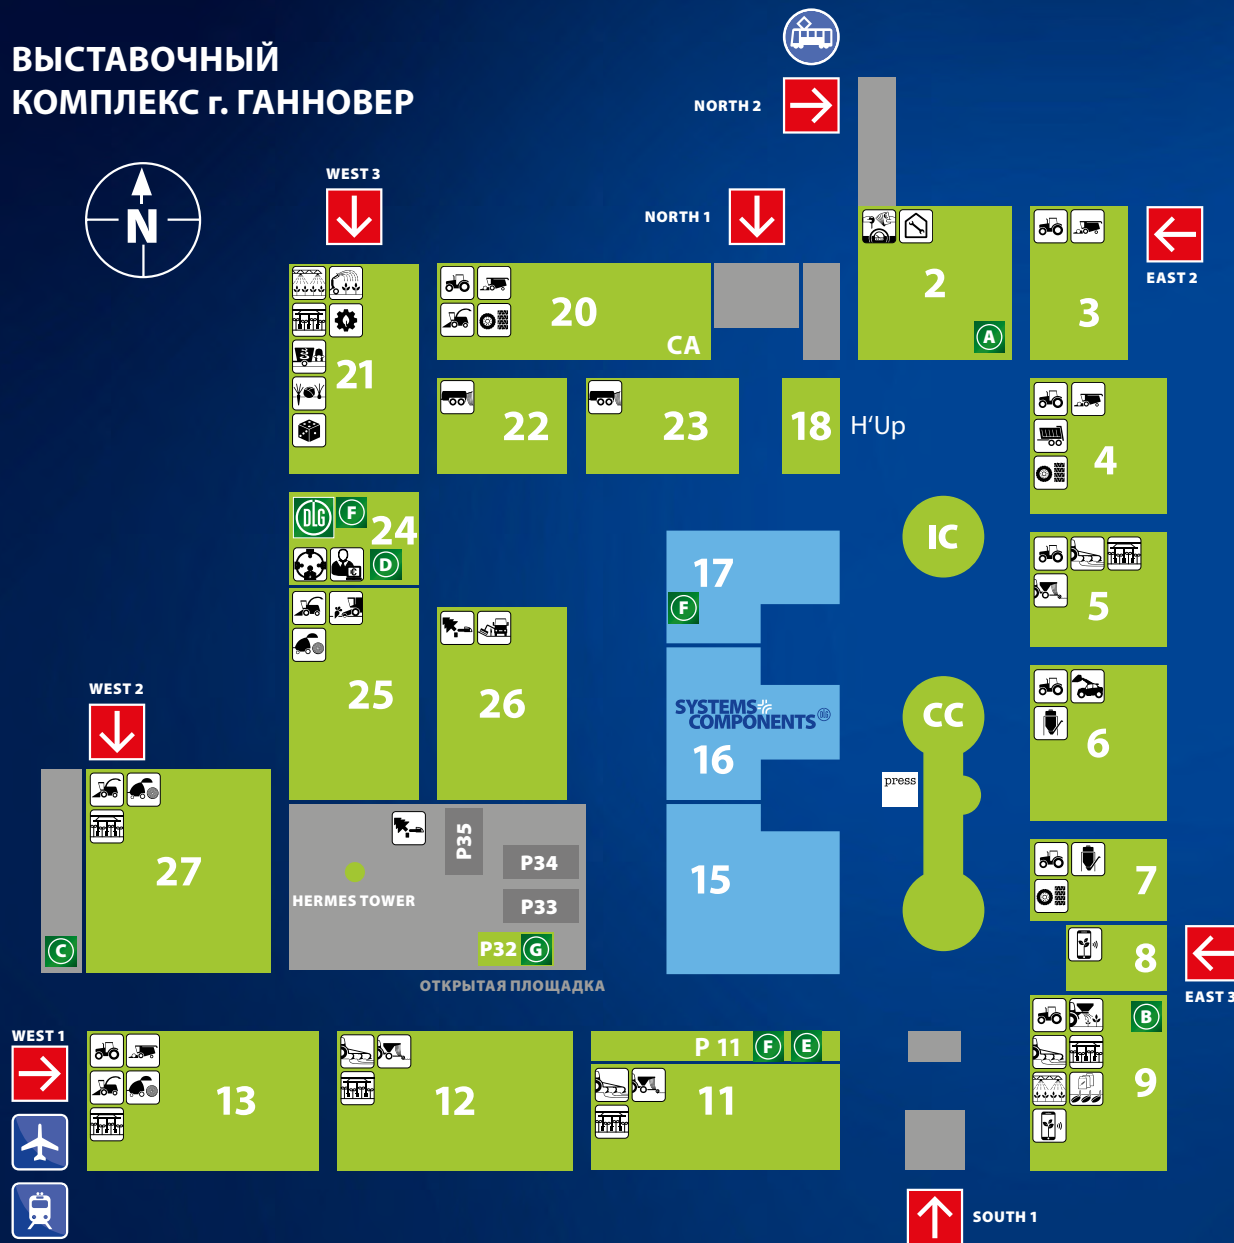 ВЫСТАВОЧНЫЙ
КОМПЛЕКС г. ГАННОВЕР
NORTH 2
N
WEST 3
NORTH 1
EAST 2
2
A
3
20
CA
21
22
23
18
H'Up
4
DLG
F
24
D
IC
17
F
5
25
26
WEST 2
SYSTEMS
COMPONENTS
DLG
16
CC
6
press
27
P35
P34
HERMES TOWER
P33
15
7
C
P32
G
8
ОТКРЫТАЯ ПЛОЩАДКА
EAST 3
WEST 1
B
P 11
F
E
13
12
11
9
SOUTH 1